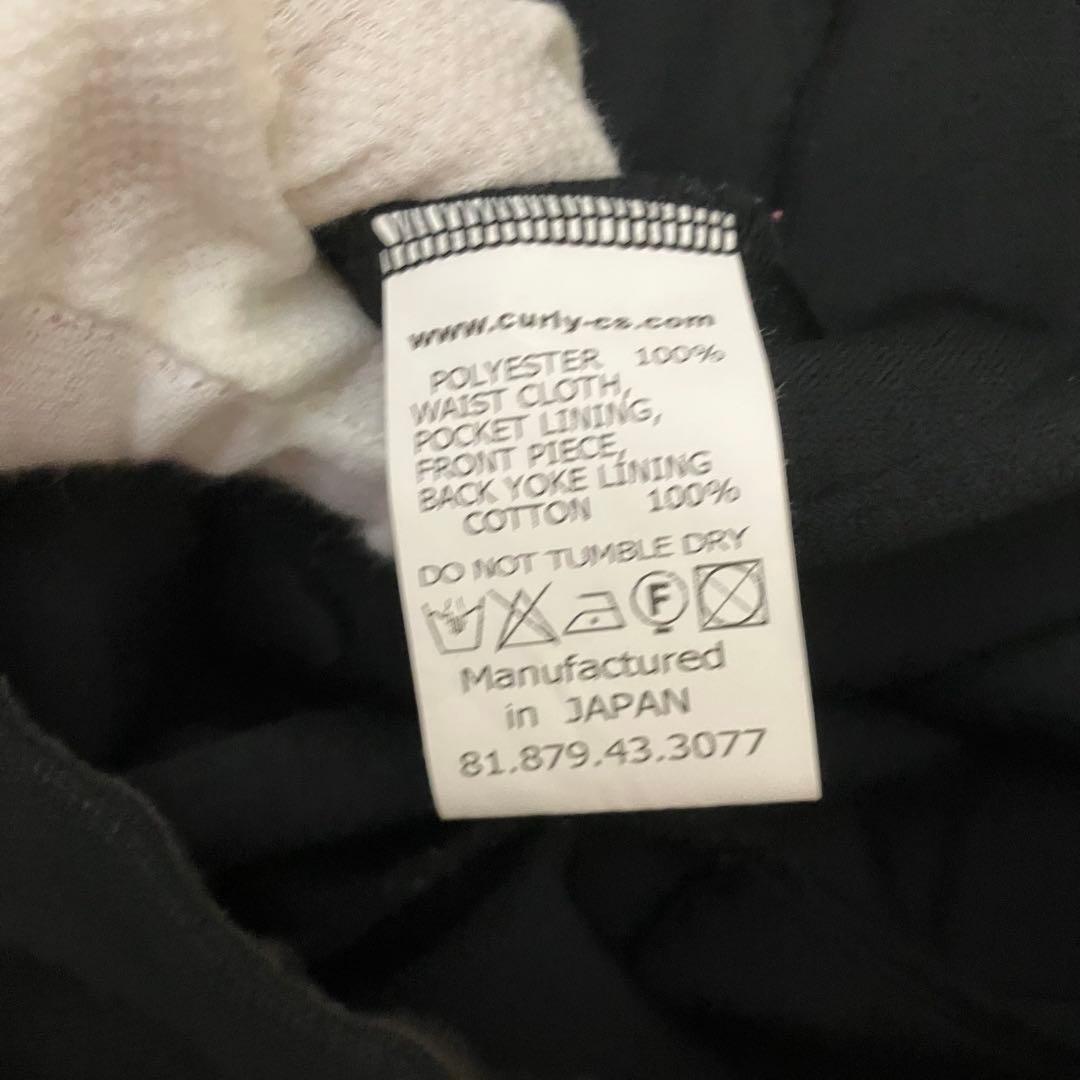 www.curly-cs.com
POLYESTER 100%
WAIST CLOTH,
POCKET LINING,
FRONT PIECE,
BACK YOKE LINING
COTTON 100%
DO NOT TUMBLE DRY
F
Manufactured
in JAPAN
81.879.43.3077